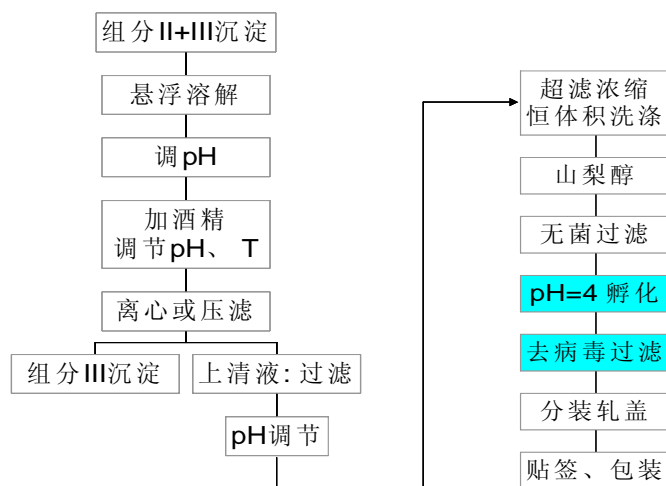 组分II+III沉淀
悬浮溶解
调pH
加酒精
调节pH、 T
离心或压滤
组分III沉淀
上清液: 过滤
pH调节
超滤浓缩
恒体积洗涤
山梨醇
无菌过滤
pH=4 孵化
去病毒过滤
分装轧盖
贴签、包装